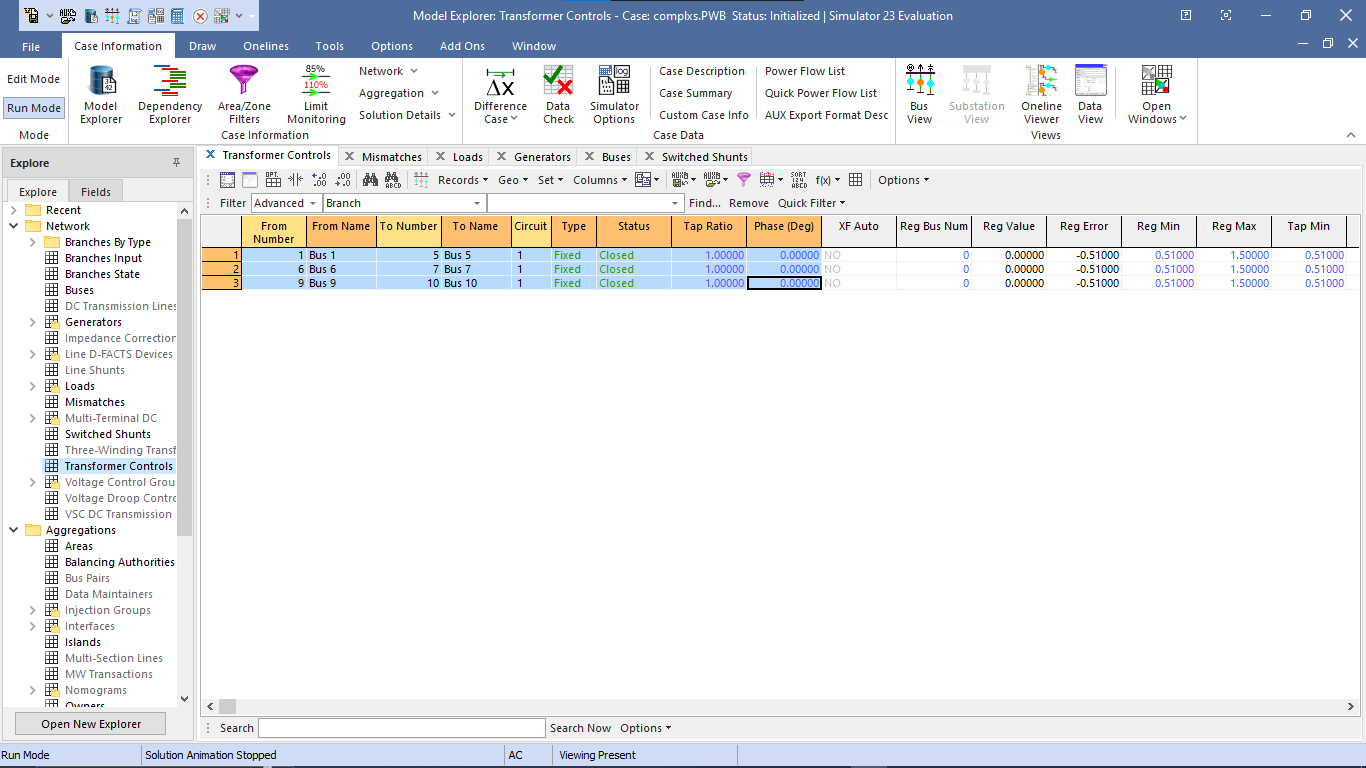 Model Explorer: Transformer Controls - Case: complxs.PWB Status: Initialized | Simulator 23 Evaluation
File Case Information Draw Onelines Tools Options Add Ons Window
Edit Mode
Run Mode
Mode
Model Explorer
Dependency Explorer
Area/Zone Filters
85%
110%
Limit Monitoring
Network
Aggregation
Solution Details
Case Information
Difference Case
Data Check
Simulator Options
Case Description
Case Summary
Custom Case Info
Power Flow List
Quick Power Flow List
AUX Export Format Desc
Case Data
Bus View
Substation View
Oneline Viewer
Data View
Open Windows
Views
Explore
Explore Fields
Recent
Network
Branches By Type
Branches Input
Branches State
Buses
DC Transmission Lines
Generators
Impedance Correction
Line D-FACTS Devices
Line Shunts
Loads
Mismatches
Multi-Terminal DC
Switched Shunts
Three-Winding Transf
Transformer Controls
Voltage Control Grou
Voltage Droop Contro
VSC DC Transmission
Aggregations
Areas
Balancing Authorities
Bus Pairs
Data Maintainers
Injection Groups
Interfaces
Islands
Multi-Section Lines
MW Transactions
Nomograms
Owners
Open New Explorer
Transformer Controls Mismatches Loads Generators Buses Switched Shunts
Records Geo Set Columns Options
Filter Advanced Branch Find... Remove Quick Filter
From Number From Name To Number To Name Circuit Type Status Tap Ratio Phase (Deg) XF Auto Reg Bus Num Reg Value Reg Error Reg Min Reg Max Tap Min
1 1 Bus 1 5 Bus 5 1 Fixed Closed 1.00000 0.00000 NO 0 0.00000 -0.51000 0.51000 1.50000 0.51000
2 6 Bus 6 7 Bus 7 1 Fixed Closed 1.00000 0.00000 NO 0 0.00000 -0.51000 0.51000 1.50000 0.51000
3 9 Bus 9 10 Bus 10 1 Fixed Closed 1.00000 0.00000 NO 0 0.00000 -0.51000 0.51000 1.50000 0.51000
Search Search Now Options
Run Mode Solution Animation Stopped AC Viewing Present